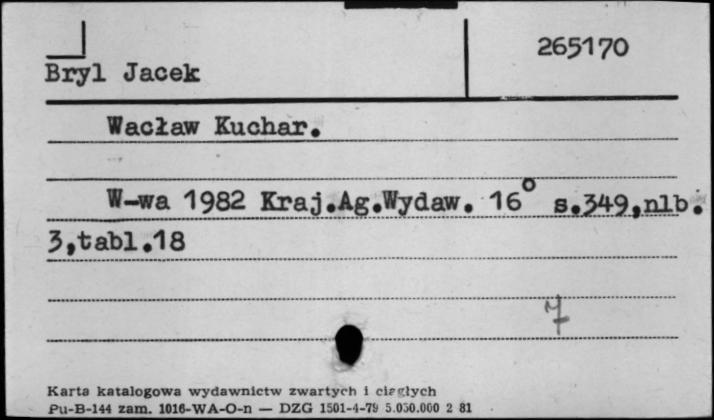 265170
Bryl Jacek
Wacław Kuchar.
W-wa 1982 Kraj.Ag.Wydaw. 16° s.349,nlb.
3,tabl.18
7
Karta katalogowa wydawnictw zwartych i ciągłych
Pu-B-144 zam. 1016-WA-O-n — DZG 1501-4-79 5.050.000 2 81